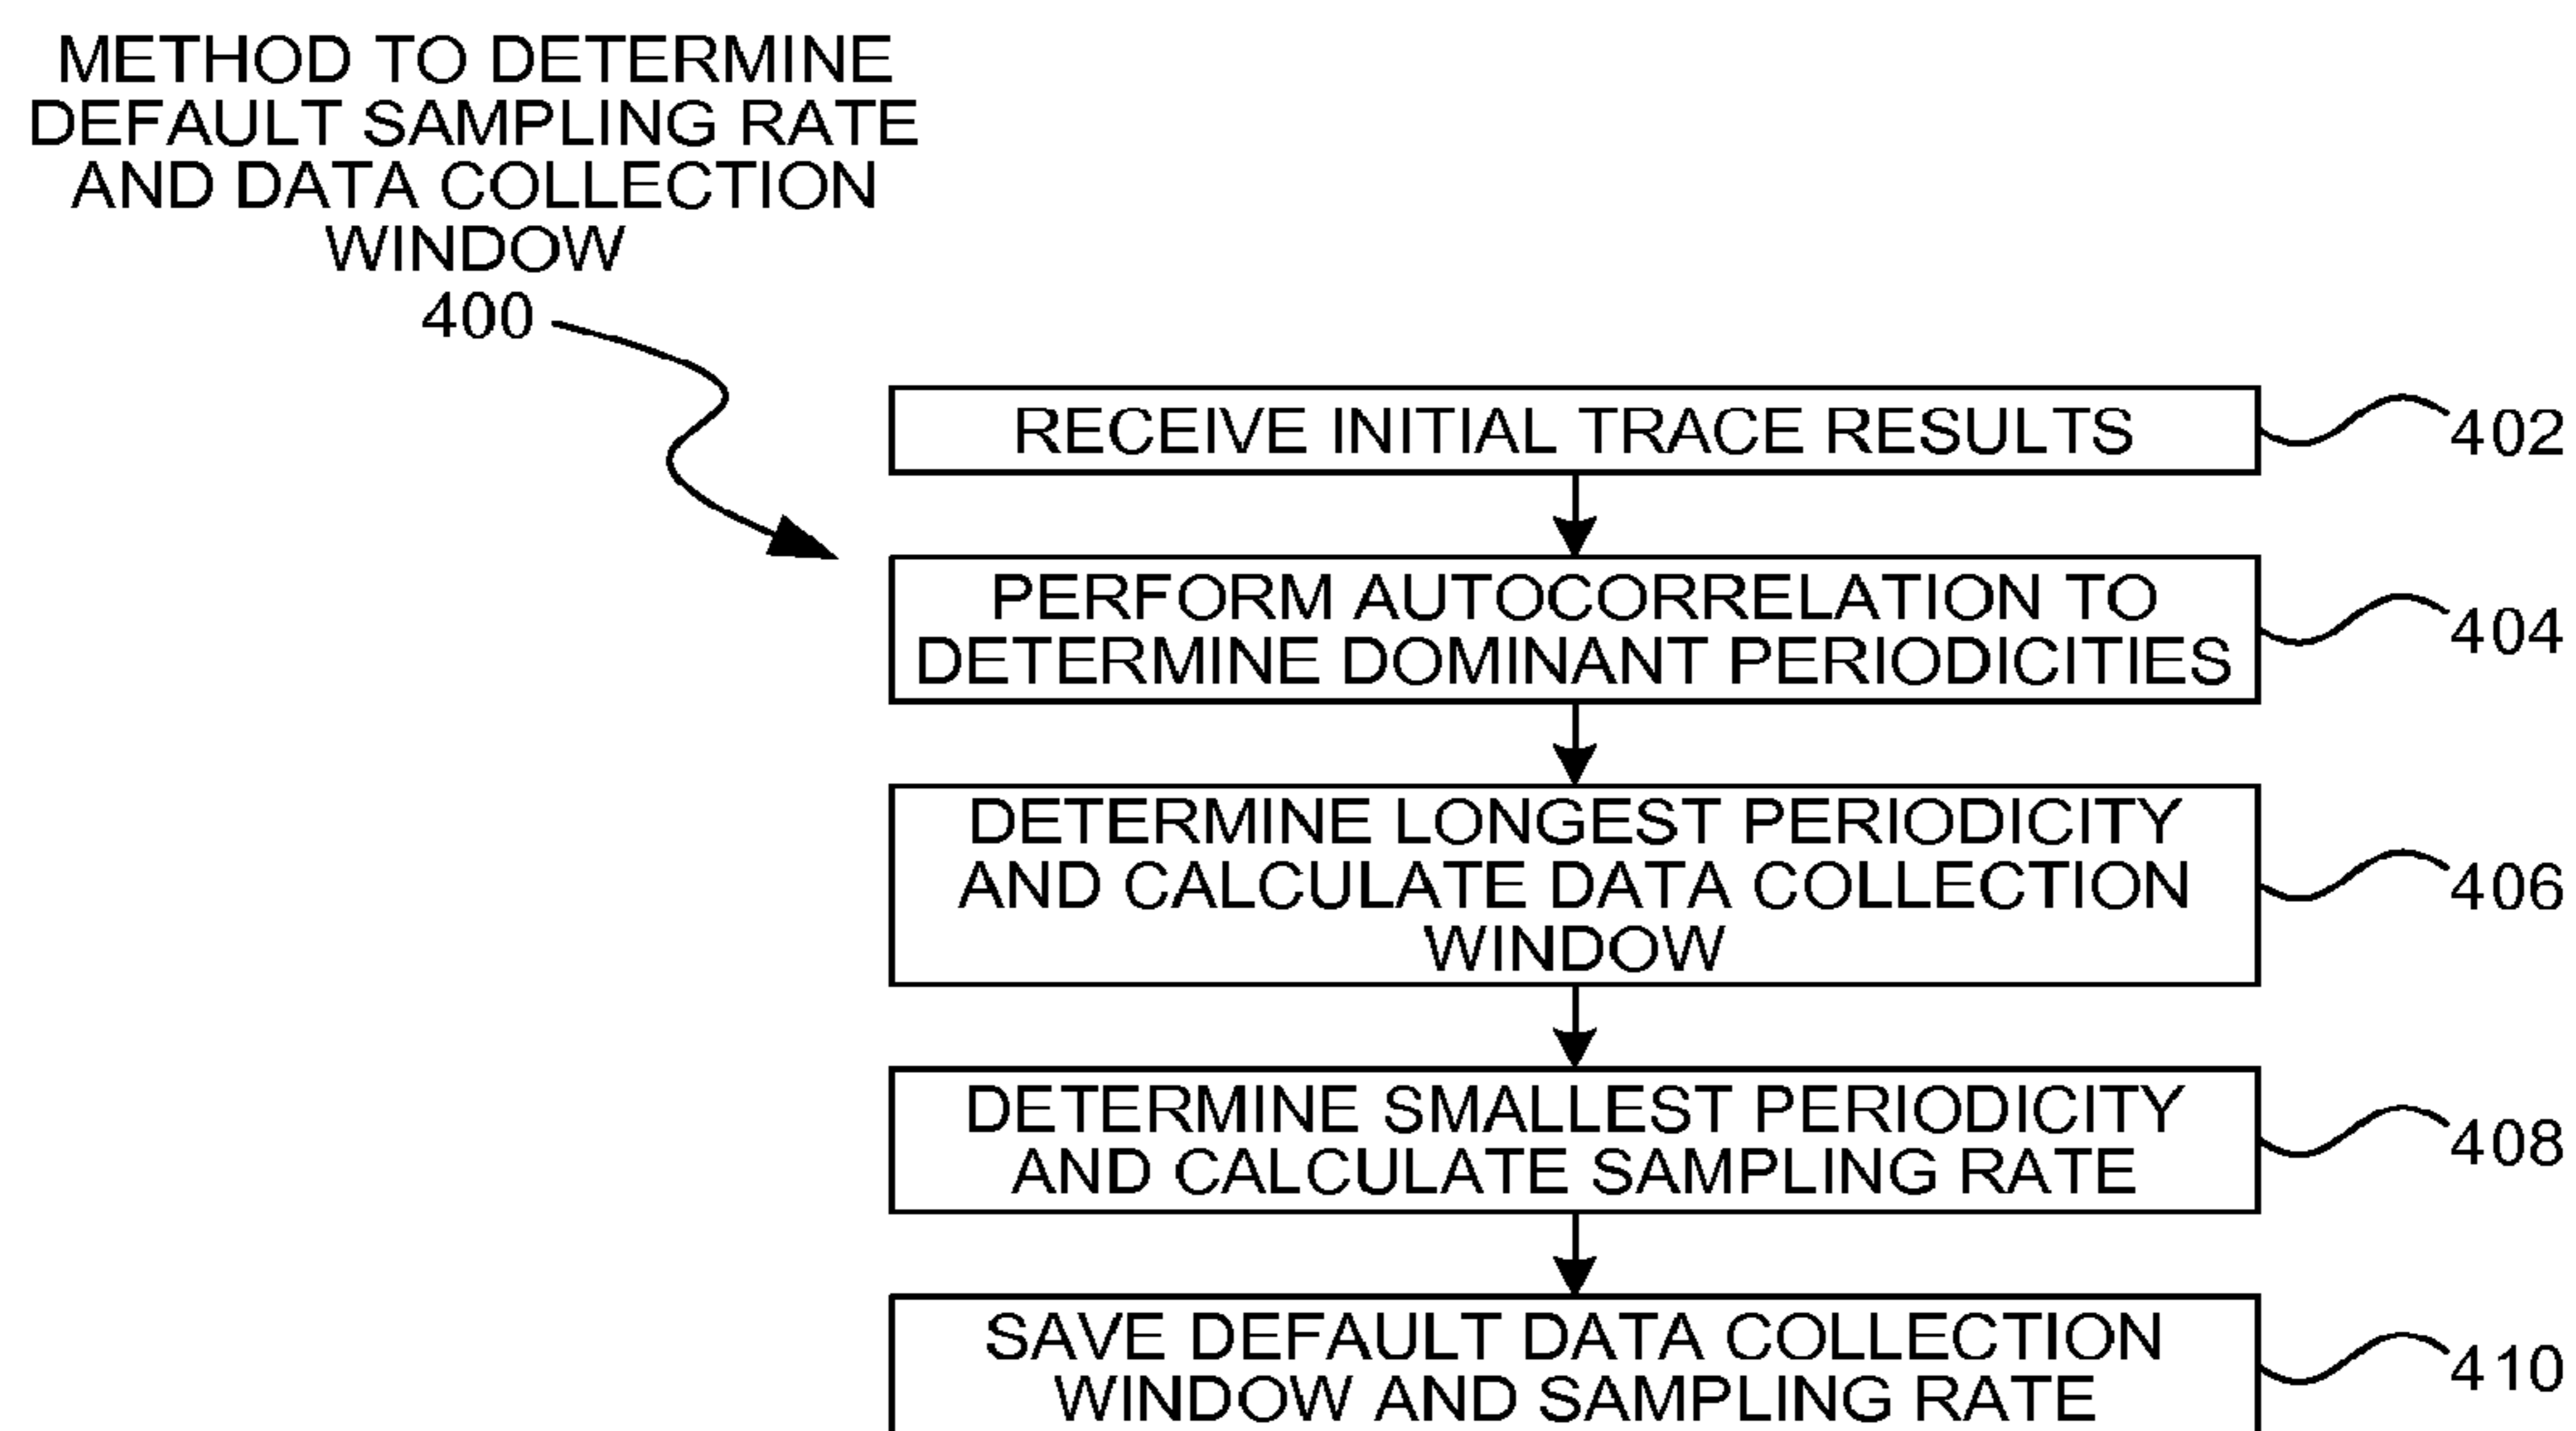 METHOD TO DETERMINE
DEFAULT SAMPLING RATE
AND DATA COLLECTION
WINDOW
400
RECEIVE INITIAL TRACE RESULTS
402
PERFORM AUTOCORRELATION TO
DETERMINE DOMINANT PERIODICITIES
404
DETERMINE LONGEST PERIODICITY
AND CALCULATE DATA COLLECTION
WINDOW
406
DETERMINE SMALLEST PERIODICITY
AND CALCULATE SAMPLING RATE
408
SAVE DEFAULT DATA COLLECTION
WINDOW AND SAMPLING RATE
410